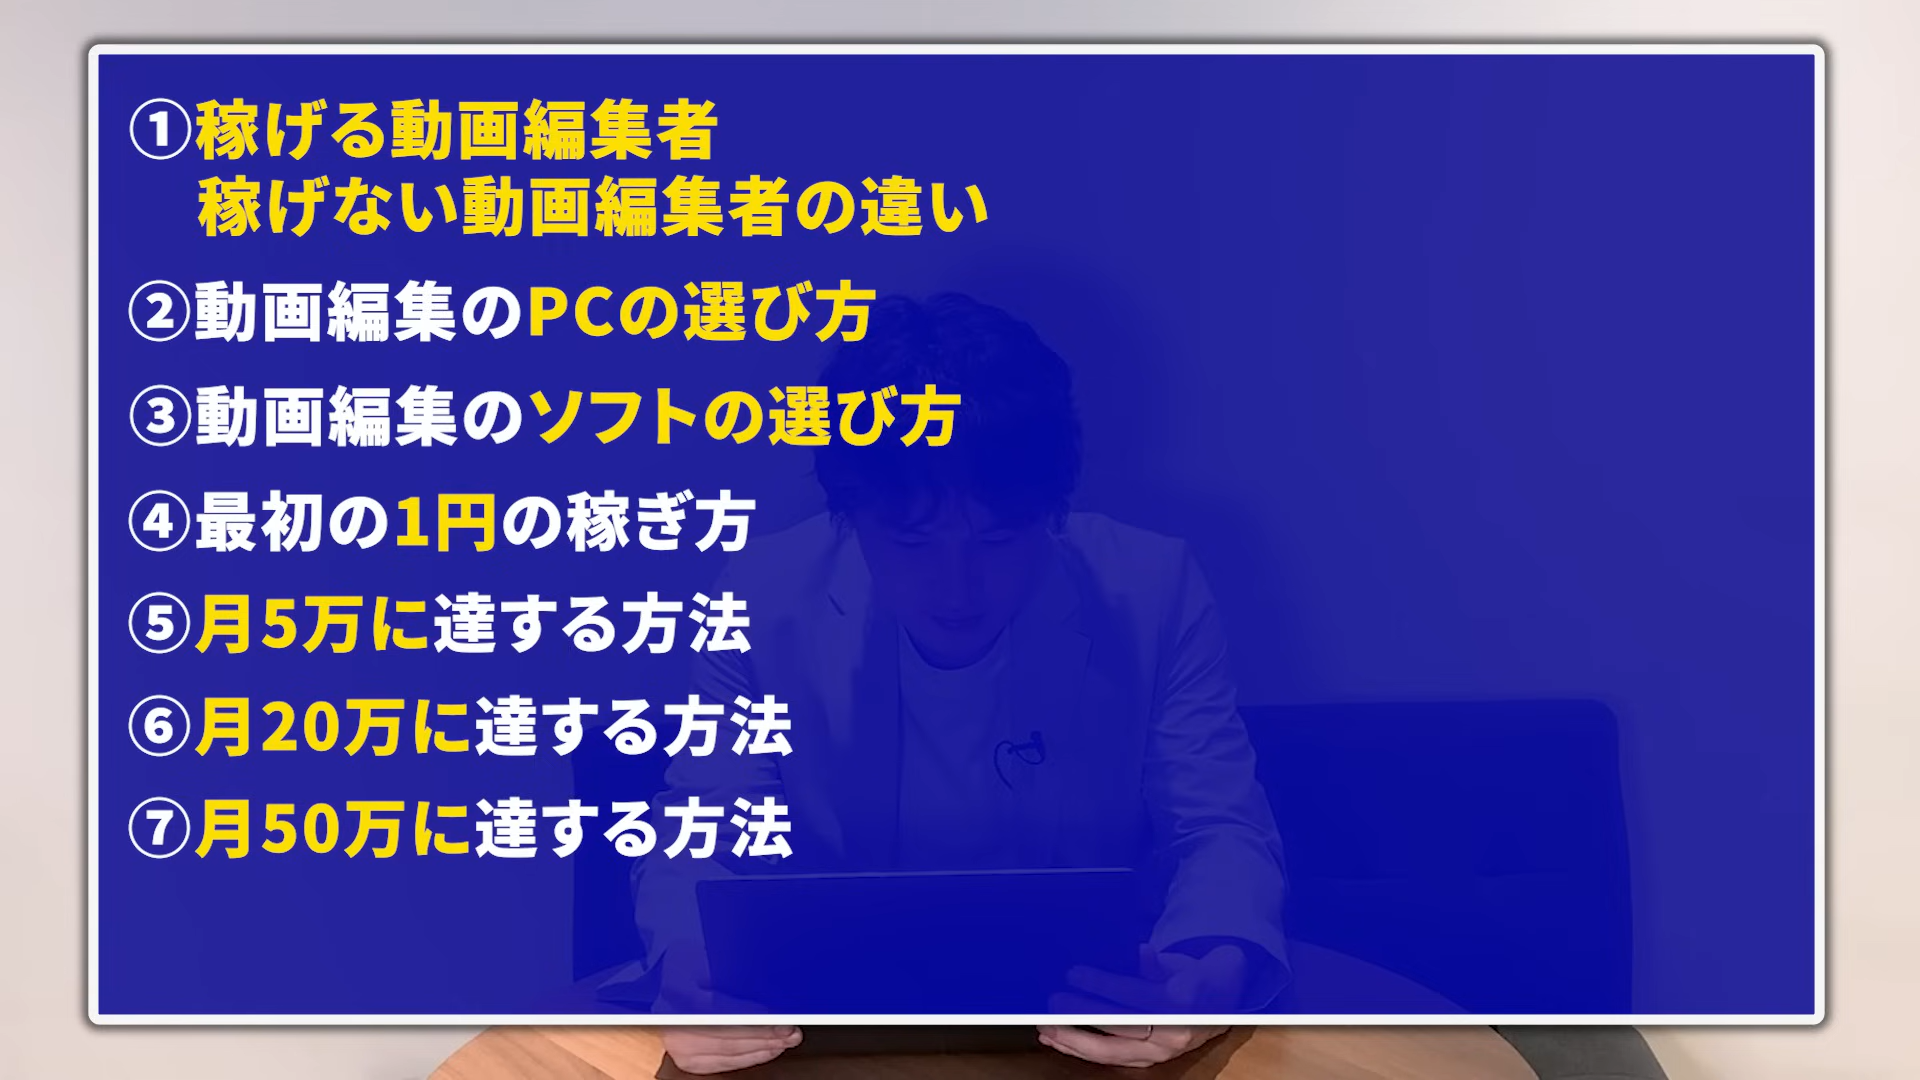 ①稼げる動画編集者
稼げない動画編集者の違い
②動画編集のPCの選び方
③動画編集のソフトの選び方
④最初の1円の稼ぎ方
⑤月5万に達する方法
⑥月20万に達する方法
⑦月50万に達する方法